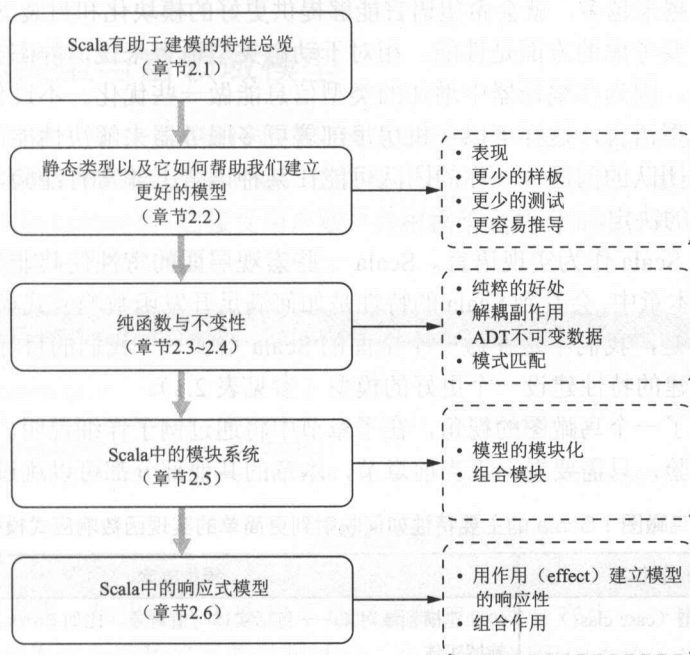 Scala有助于建模的特性总览
(章节2.1)
静态类型以及它如何帮助我们建立
更好的模型
(章节2.2)
• 表现
• 更少的样板
• 更少的测试
• 更容易推导
纯函数与不变性
(章节2.3~2.4)
• 纯粹的好处
• 解耦副作用
• ADT不可变数据
• 模式匹配
Scala中的模块系统
(章节2.5)
• 模型的模块化
• 组合模块
Scala中的响应式模型
(章节2.6)
• 用作用(effect)建立模型
的响应性
• 组合作用